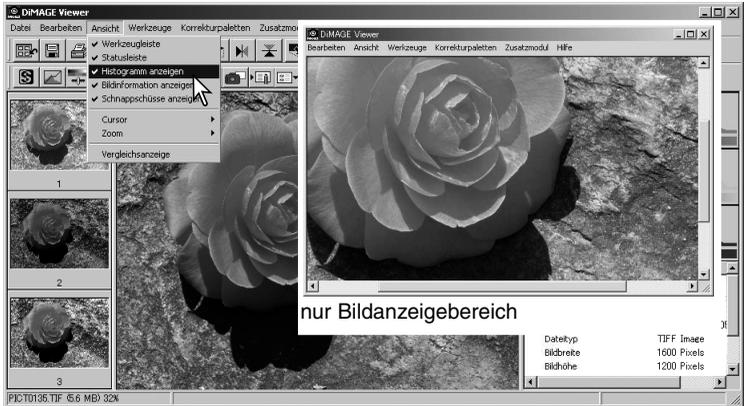 DiMAGE Viewer
Datei Bearbeiten Ansicht Werkzeuge Korrekturpaletten
Werkzeugleiste
Statusleiste
Histogramm anzeigen
Bildinformation anzeigen
Schnappschüsse
Cursor
Zoom
Vergleichsanzeige
1
2
3
DiMAGE Viewer
Bearbeiten Ansicht Werkzeuge Korrekturpaletten Zusatzmodul Hilfe
nur Bildanzeigebereich
Dateityp TIFF Image
Bildbreite 1600 Pixels
Bildhöhe 1200 Pixels
PICT0135.TIF (5.6 MB) 32%